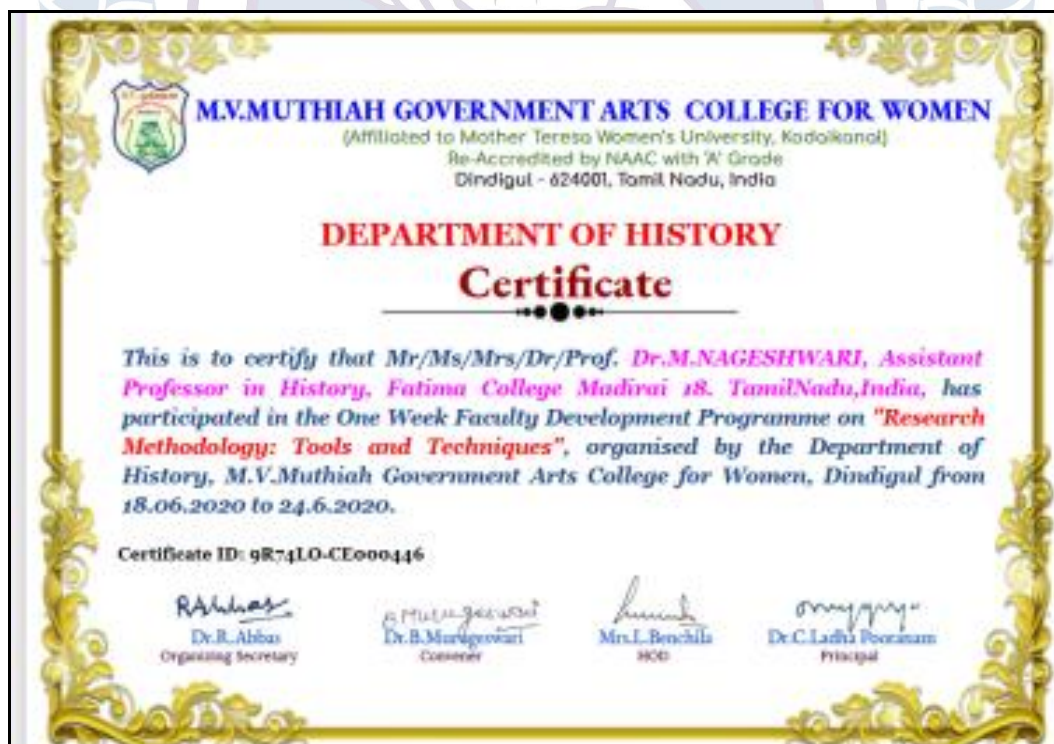 M.V.MUTHIAH GOVERNMENT ARTS COLLEGE FOR WOMEN
(Affiliated to Mother Teresa Women's University, Kodaikanal)
Re-Accredited by NAAC with 'A' Grade
Dindigul - 624001, Tamil Nadu, India
DEPARTMENT OF HISTORY
Certificate
This is to certify that Mr/Ms/Mrs/Dr/Prof. Dr.M.NAGESHWARI, Assistant
Professor in History, Fatima College Madirai 18. TamilNadu,India, has
participated in the One Week Faculty Development Programme on "Research
Methodology: Tools and Techniques", organised by the Department of
History, M.V.Muthiah Government Arts College for Women, Dindigul from
18.06.2020 to 24.6.2020.
Certificate ID: 9R74LO-CE000446
RAbbas
Dr.R.Abbas
Organizing Secretary
Dr.B.Murugeswari
Convener
Mrs.L.Benchila
HOD
Dr.C.Ladha Pooranam
Principal